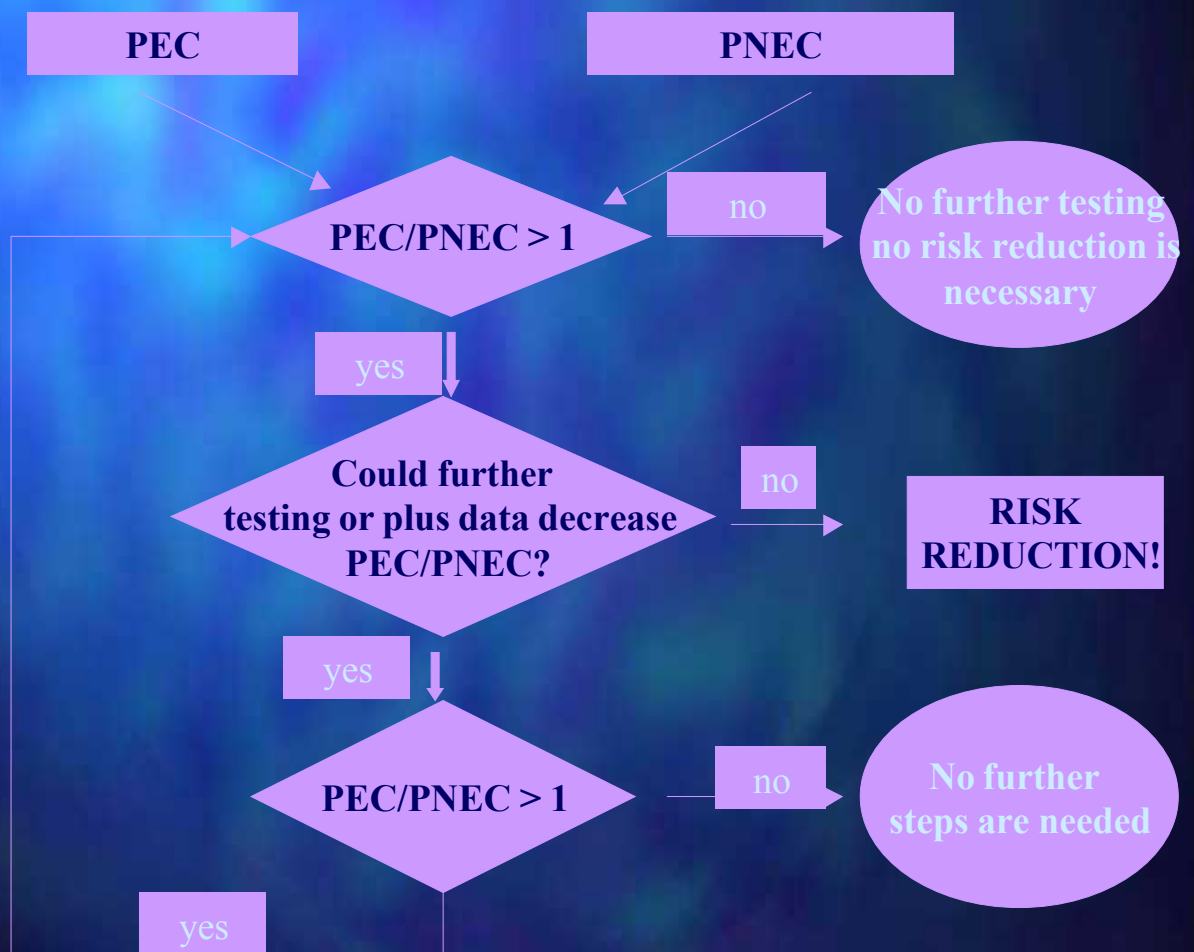 PEC
PNEC
PEC/PNEC > 1
no
No further testing
no risk reduction is
necessary
yes
Could further
testing or plus data decrease
PEC/PNEC?
no
RISK
REDUCTION!
yes
PEC/PNEC > 1
no
No further
steps are needed
yes